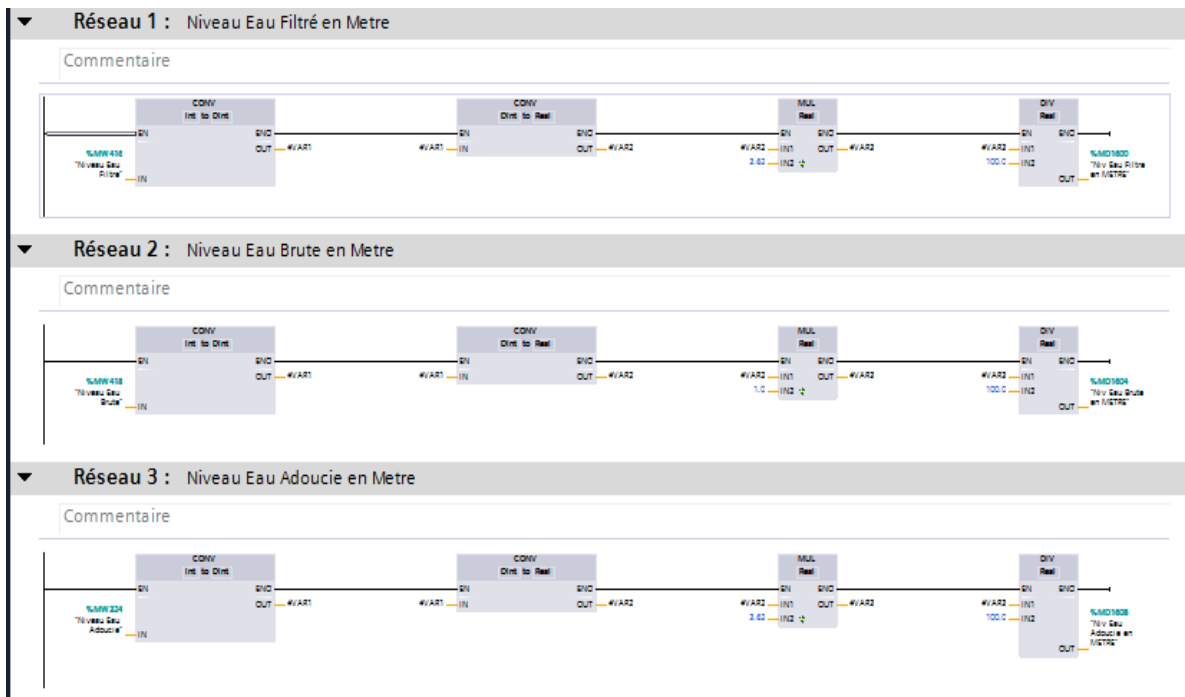 Réseau 1 : Niveau Eau Filtré en Metre
Commentaire
CONV CONV MUL DIV
Int to Dint Dint to Real Real Real
EN ENO EN ENO EN ENO EN ENO
OUT #VAR1 #VAR1 IN OUT #VAR2 #VAR2 IN1 OUT #VAR3 #VAR3 IN1
%MW416 3.63 IN2 100.0 IN2 %MD1600
"Niveau Eau "Niv Eau Filtre
Filtre" IN OUT en METRE"
Réseau 2 : Niveau Eau Brute en Metre
Commentaire
CONV CONV MUL DIV
Int to Dint Dint to Real Real Real
EN ENO EN ENO EN ENO EN ENO
OUT #VAR1 #VAR1 IN OUT #VAR2 #VAR2 IN1 OUT #VAR3 #VAR3 IN1
%MW418 1.0 IN2 100.0 IN2 %MD1604
"Niveau Eau "Niv Eau Brute
Brute" IN OUT en METRE"
Réseau 3 : Niveau Eau Adoucie en Metre
Commentaire
CONV CONV MUL DIV
Int to Dint Dint to Real Real Real
EN ENO EN ENO EN ENO EN ENO
OUT #VAR1 #VAR1 IN OUT #VAR2 #VAR2 IN1 OUT #VAR3 #VAR3 IN1
%MW224 3.63 IN2 100.0 IN2 %MD1608
"Niveau Eau "Niv Eau
Adoucie" IN Adoucie en
OUT METRE"